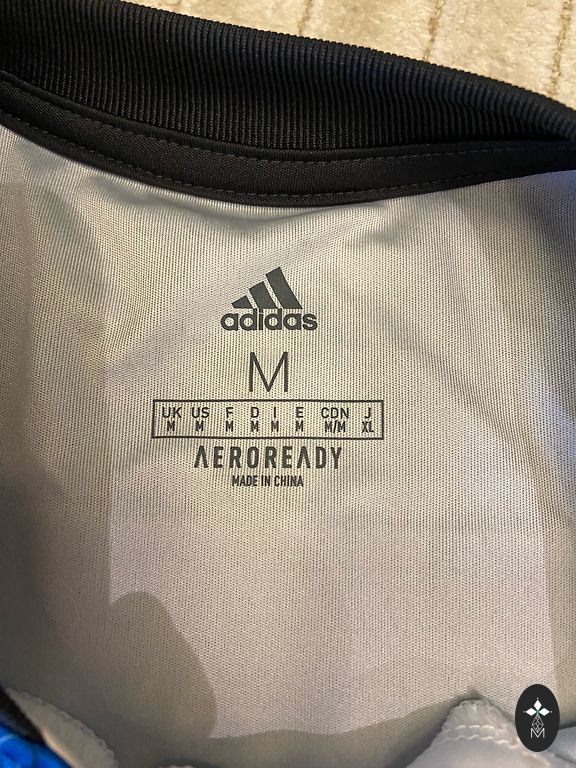 adidas
M
UK US F D I E CDN J
M M M M M M M/M XL
AEROREADY
MADE IN CHINA
M